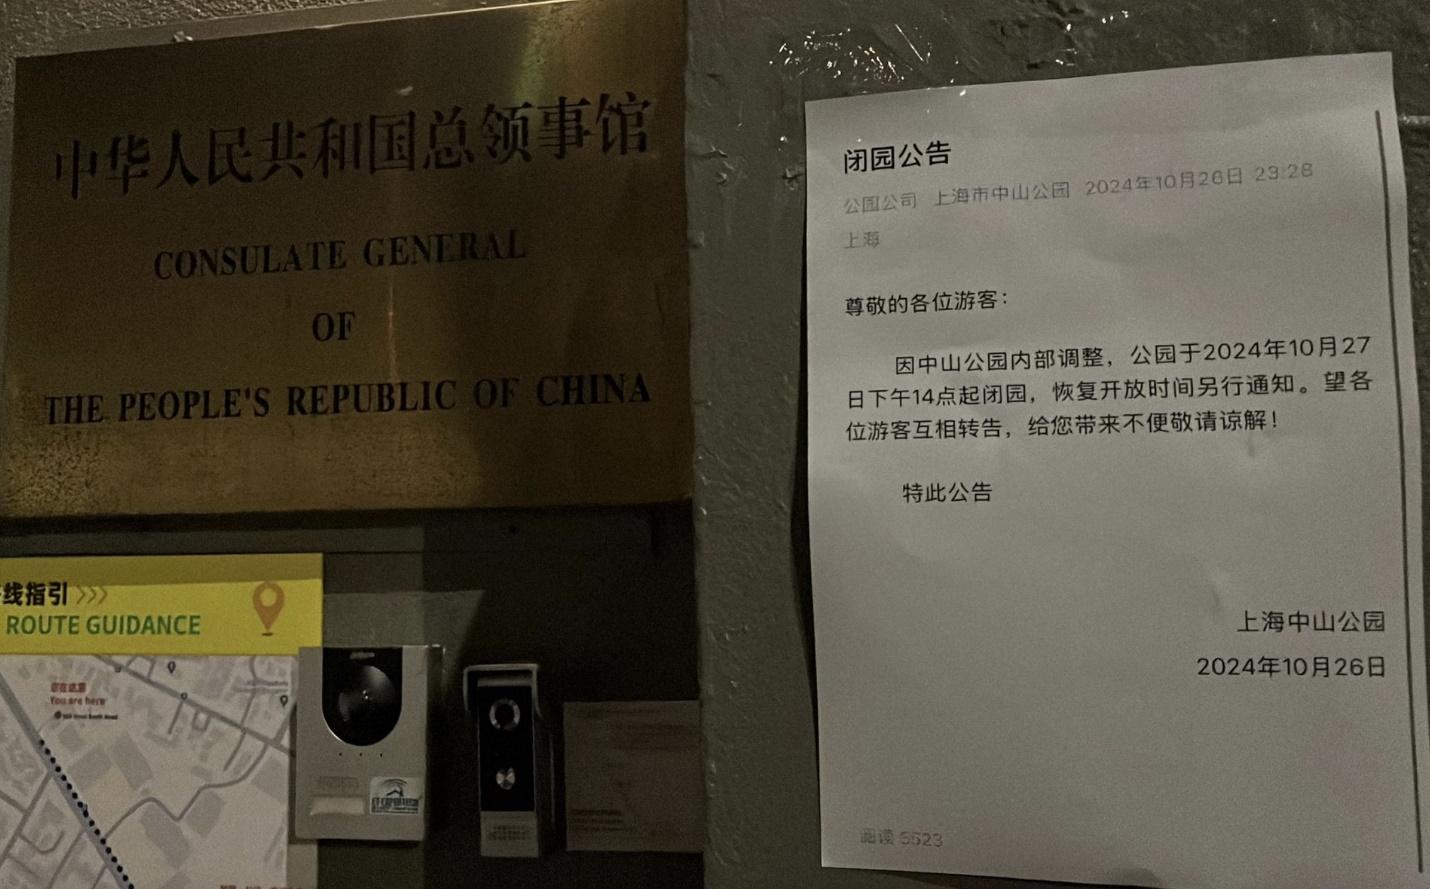 中华人民共和国总领事馆
CONSULATE GENERAL
OF
THE PEOPLE'S REPUBLIC OF CHINA
线指引 >>>
ROUTE GUIDANCE
You are here
闭园公告
公园公司 上海市中山公园 2024年10月26日 23:28
上海
尊敬的各位游客：
因中山公园内部调整，公园于2024年10月27
日下午14点起闭园，恢复开放时间另行通知。望各
位游客互相转告，给您带来不便敬请谅解！
特此公告
上海中山公园
2024年10月26日
阅读 5523